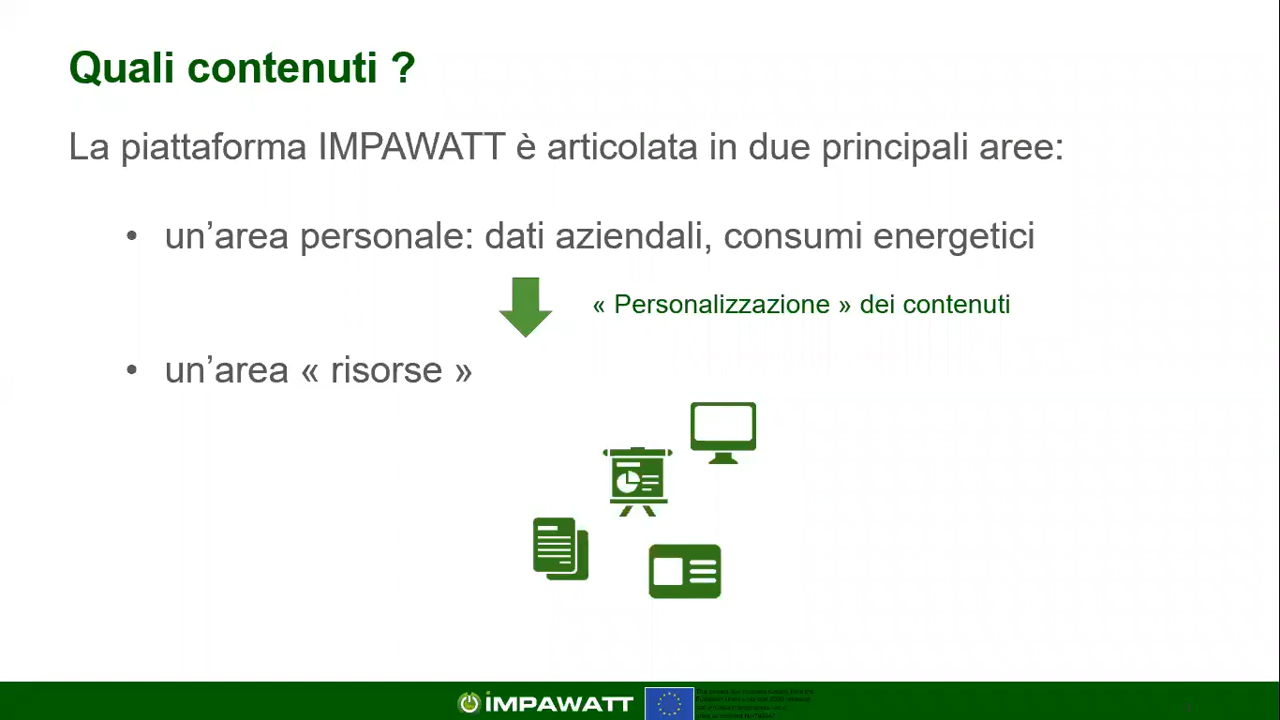 Quali contenuti ?
La piattaforma IMPAWATT è articolata in due principali aree:
• un’area personale: dati aziendali, consumi energetici
« Personalizzazione » dei contenuti
• un’area « risorse »
iMPAWATT